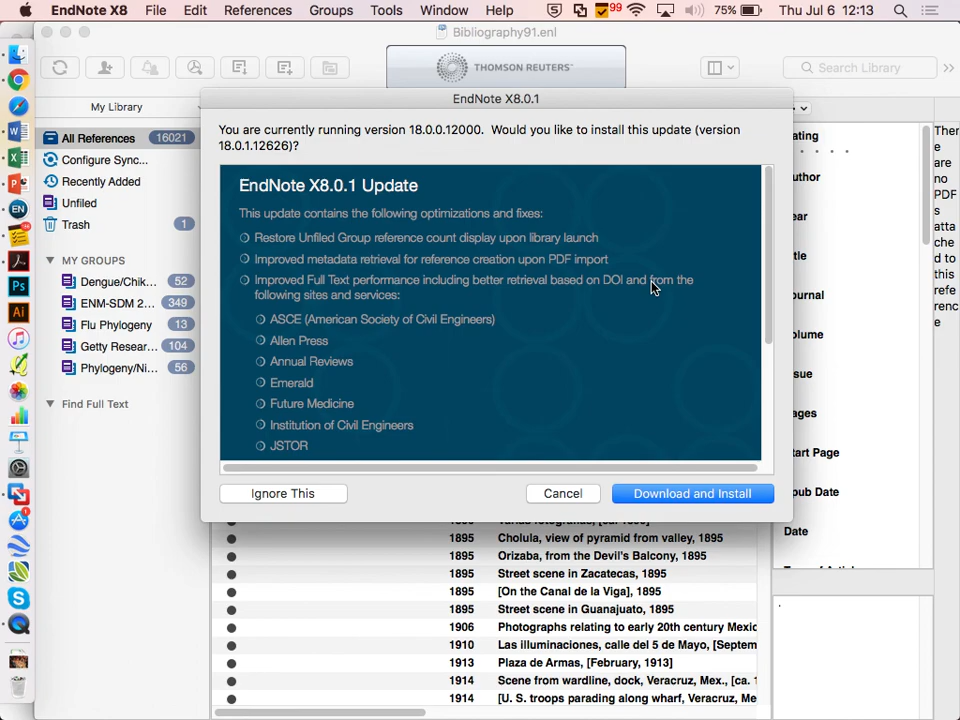 EndNote X8 File Edit References Groups Tools Window Help 99 75% Thu Jul 6 12:13
Bibliography91.enl
THOMSON REUTERS™
Search Library
My Library
EndNote X8.0.1
You are currently running version 18.0.0.12000. Would you like to install this update (version
18.0.1.12626)?
EndNote X8.0.1 Update
This update contains the following optimizations and fixes:
Restore Unfiled Group reference count display upon library launch
Improved metadata retrieval for reference creation upon PDF import
Improved Full Text performance including better retrieval based on DOI and from the
following sites and services:
ASCE (American Society of Civil Engineers)
Allen Press
Annual Reviews
Emerald
Future Medicine
Institution of Civil Engineers
JSTOR
Ignore This Cancel Download and Install
All References 16021
Configure Sync...
Recently Added
Unfiled
Trash 1
MY GROUPS
Dengue/Chik... 52
ENM-SDM 2... 349
Flu Phylogeny 13
Getty Resear... 104
Phylogeny/Ni... 56
Find Full Text
1895 Cholula, view of pyramid from valley, 1895
1895 Orizaba, from the Devil's Balcony, 1895
1895 Street scene in Zacatecas, 1895
1895 [On the Canal de la Viga], 1895
1895 Street scene in Guanajuato, 1895
1906 Photographs relating to early 20th century Mexic
1910 Las illuminaciones, calle del 5 de Mayo, [Septem
1913 Plaza de Armas, [February, 1913]
1914 Scene from wardline, dock, Veracruz, Mex., [ca. 1
1914 [U. S. troops parading along wharf, Veracruz, Me
ating
uthor
ear
tle
ournal
olume
sue
ages
tart Page
pub Date
Date
Ther
e
are
no
PDF
s
atta
che
d to
this
refe
renc
e